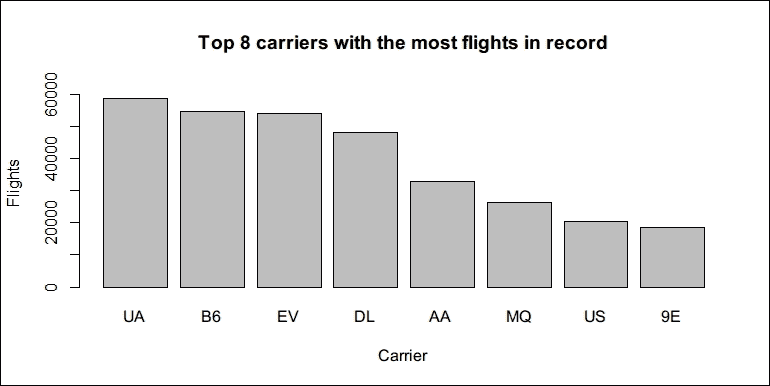 Top 8 carriers with the most flights in record
Flights
60000
40000
20000
0
UA B6 EV DL AA MQ US 9E
Carrier